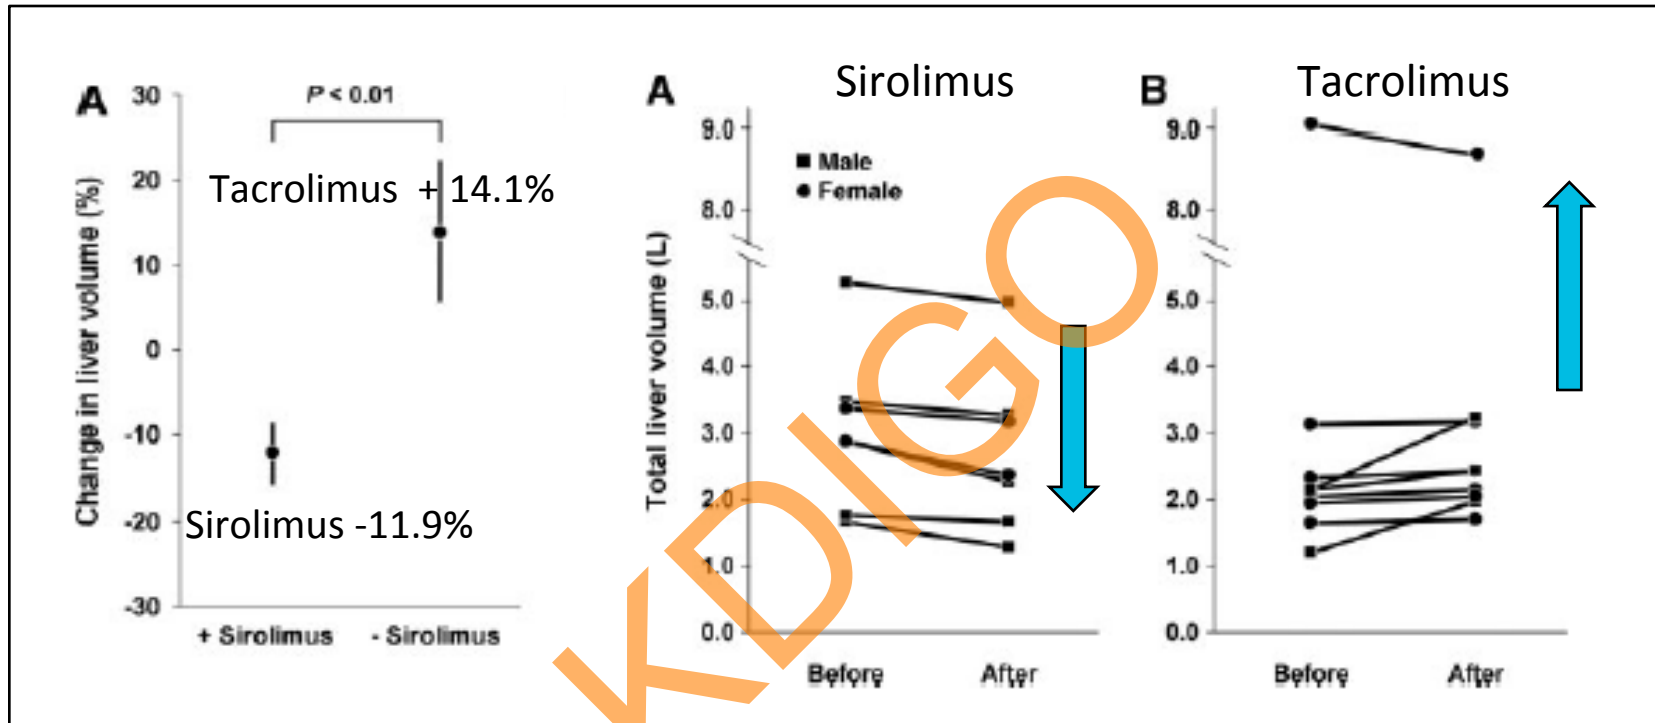 A
30
P < 0.01
20
Tacrolimus + 14.1%
10
0
-10
-20
Sirolimus -11.9%
-30
Change in liver volume (%)
+ Sirolimus - Sirolimus
A
Sirolimus
9.0
Male
Female
8.0
5.0
4.0
3.0
2.0
1.0
0.0
Total liver volume (L)
Before After
B
Tacrolimus
9.0
8.0
5.0
4.0
3.0
2.0
1.0
0.0
Before After
KDIGO